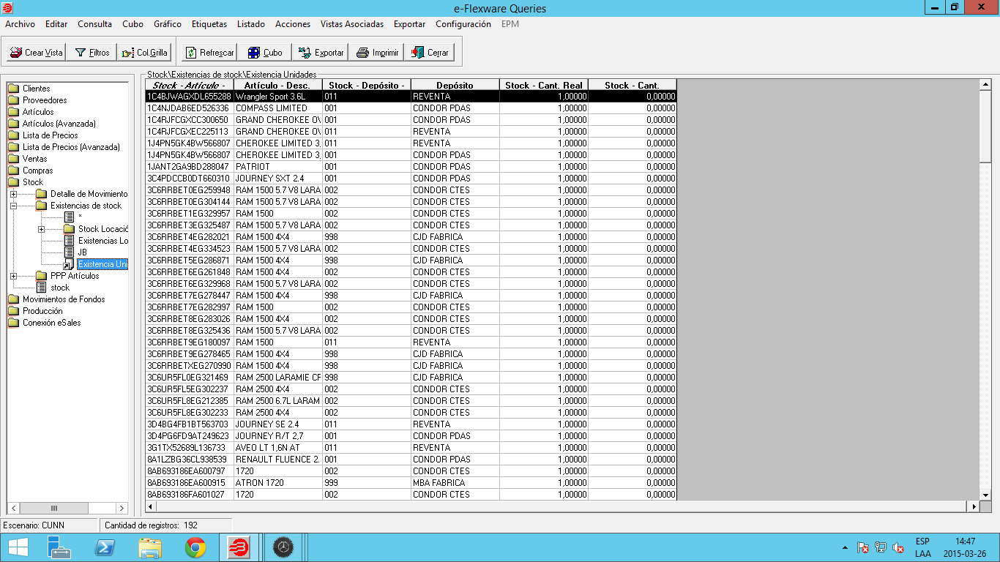 e-Flexware Queries
Archivo Editar Consulta Cubo Gráfico Etiquetas Listado Acciones Vistas Asociadas Exportar Configuración EPM
Crear Vista Filtros Col.Grilla Refrescar Cubo Exportar Imprimir Cerrar
Clientes
Proveedores
Artículos
Artículos (Avanzada)
Lista de Precios
Lista de Precios (Avanzada)
Ventas
Compras
Stock
Detalle de Movimiento
Existencias de stock
*
Stock Locació
Existencias Lo
JB
Existencia Uni
PPP Artículos
stock
Movimientos de Fondos
Producción
Conexión eSales
Stock\Existencias de stock\Existencia Unidades
Stock - Artículo - Artículo - Desc. Stock - Depósito - Depósito Stock - Cant. Real Stock - Cant.
1C4BJWAGXDL655288 Wrangler Sport 3.6L 011 REVENTA 1,00000 0,00000
1C4NJDAB6ED526336 COMPASS LIMITED 001 CONDOR PDAS 1,00000 0,00000
1C4RJFCGXCC300650 GRAND CHEROKEE OV 001 CONDOR PDAS 1,00000 0,00000
1C4RJFCGXEC225113 GRAND CHEROKEE OV 011 REVENTA 1,00000 0,00000
1J4PN5GK4BW566807 CHEROKEE LIMITED 3, 011 REVENTA 1,00000 0,00000
1J4PN5GK4BW566807 CHEROKEE LIMITED 3, 001 CONDOR PDAS 1,00000 0,00000
1JANT2GA9BD288047 PATRIOT 001 CONDOR PDAS 1,00000 0,00000
3C4PDCCB0DT660310 JOURNEY SXT 2.4 001 CONDOR PDAS 1,00000 0,00000
3C6RRBET0EG259948 RAM 1500 5.7 V8 LARA 002 CONDOR CTES 1,00000 0,00000
3C6RRBET0EG304144 RAM 1500 5.7 V8 LARA 002 CONDOR CTES 1,00000 0,00000
3C6RRBET1EG329957 RAM 1500 002 CONDOR CTES 1,00000 0,00000
3C6RRBET3EG325487 RAM 1500 5.7 V8 LARA 002 CONDOR CTES 1,00000 0,00000
3C6RRBET4EG282021 RAM 1500 4X4 998 CJD FABRICA 1,00000 0,00000
3C6RRBET4EG334523 RAM 1500 5.7 V8 LARA 002 CONDOR CTES 1,00000 0,00000
3C6RRBET5EG286871 RAM 1500 4X4 998 CJD FABRICA 1,00000 0,00000
3C6RRBET6EG261848 RAM 1500 4X4 002 CONDOR CTES 1,00000 0,00000
3C6RRBET6EG329968 RAM 1500 5.7 V8 LARA 002 CONDOR CTES 1,00000 0,00000
3C6RRBET7EG278447 RAM 1500 4X4 998 CJD FABRICA 1,00000 0,00000
3C6RRBET7EG282997 RAM 1500 002 CONDOR CTES 1,00000 0,00000
3C6RRBET8EG283026 RAM 1500 4X4 002 CONDOR CTES 1,00000 0,00000
3C6RRBET8EG325436 RAM 1500 5.7 V8 LARA 002 CONDOR CTES 1,00000 0,00000
3C6RRBET9EG180097 RAM 1500 011 REVENTA 1,00000 0,00000
3C6RRBET9EG278465 RAM 1500 4X4 998 CJD FABRICA 1,00000 0,00000
3C6RRBETXEG270990 RAM 1500 4X4 998 CJD FABRICA 1,00000 0,00000
3C6UR5FL0EG321469 RAM 2500 LARAMIE CF 998 CJD FABRICA 1,00000 0,00000
3C6UR5FL5EG302237 RAM 2500 4X4 002 CONDOR CTES 1,00000 0,00000
3C6UR5FL8EG212385 RAM 2500 6.7L LARAM 002 CONDOR CTES 1,00000 0,00000
3C6UR5FL8EG302233 RAM 2500 4X4 002 CONDOR CTES 1,00000 0,00000
3D4BG4FB1BT563703 JOURNEY SE 2.4 011 REVENTA 1,00000 0,00000
3D4PG6FD9AT249623 JOURNEY R/T 2,7 001 CONDOR PDAS 1,00000 0,00000
3G1TX52689L136733 AVEO LT 1,6N AT 011 REVENTA 1,00000 0,00000
8A1LZBG36CL938539 RENAULT FLUENCE 2. 001 CONDOR PDAS 1,00000 0,00000
8AB693186EA600797 1720 002 CONDOR CTES 1,00000 0,00000
8AB693186EA600915 ATRON 1720 999 MBA FABRICA 1,00000 0,00000
8AB693186FA601027 1720 002 CONDOR CTES 1,00000 0,00000
Escenario: CUNN Cantidad de registros: 192
ESP 14:47
LAA 2015-03-26